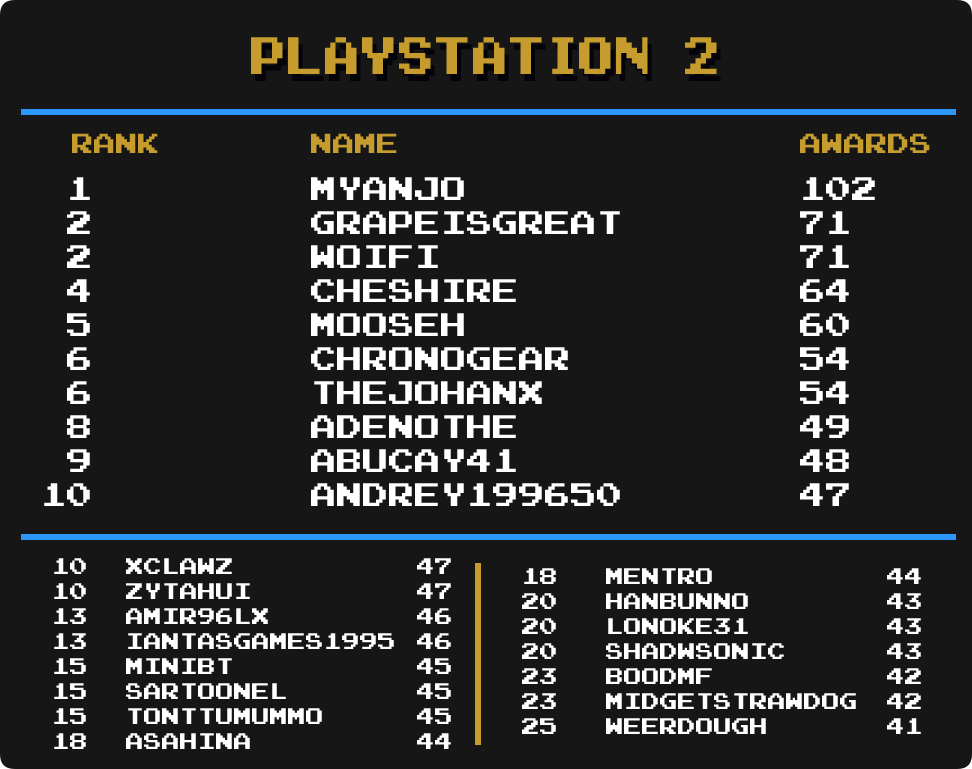 PLAYSTATION 2
RANK NAME AWARDS
1 MYANJO 102
2 GRAPEISGREAT 71
2 WOIFI 71
4 CHESHIRE 64
5 MOOSEH 60
6 CHRONOGEAR 54
6 THEJOHANX 54
8 ADENOTHE 49
9 ABUCAY41 48
10 ANDREY199650 47
10 XCLAWZ 47
10 ZYTAHUI 47
13 AMIR96LX 46
13 IANTASGAMES1995 46
15 MINIBT 45
15 SARTOONEL 45
15 TONTTUMUMMO 45
18 ASAHINA 44
18 MENTRO 44
20 HANBUNNO 43
20 LONOKE31 43
20 SHADWSONIC 43
23 BOODMF 42
23 MIDGETSTRAWDOG 42
25 WEERDOUGH 41